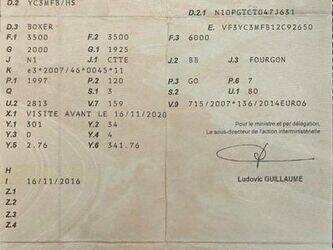 D.2 YC3MFB/HS
D.2.1 N10PGTCT047J631
D.3 BOXER E. VF3YC3MFB12C92650
F.1 3500 F.2 3500 F.3 6000
G 2000 G.1 1925
J N1 J.1 CTTE J.2 BB J.3 FOURGON
K e3*2007/46*0045*11
P.1 1997 P.2 120 P.3 GO P.6 7
Q S.1 3 S.2 U.1 80
U.2 2813 V.7 159 V.9 715/2007*136/2014EURO6
X.1 VISITE AVANT LE 16/11/2020
Y.1 301 Y.2 34
Y.3 0 Y.4 4
Y.5 2.76 Y.6 341.76
Pour le ministre et par délégation,
Le sous-directeur de l'action interministérielle
Ludovic GUILLAUME
H
I 16/11/2016
Z.1
Z.2
Z.3
Z.4